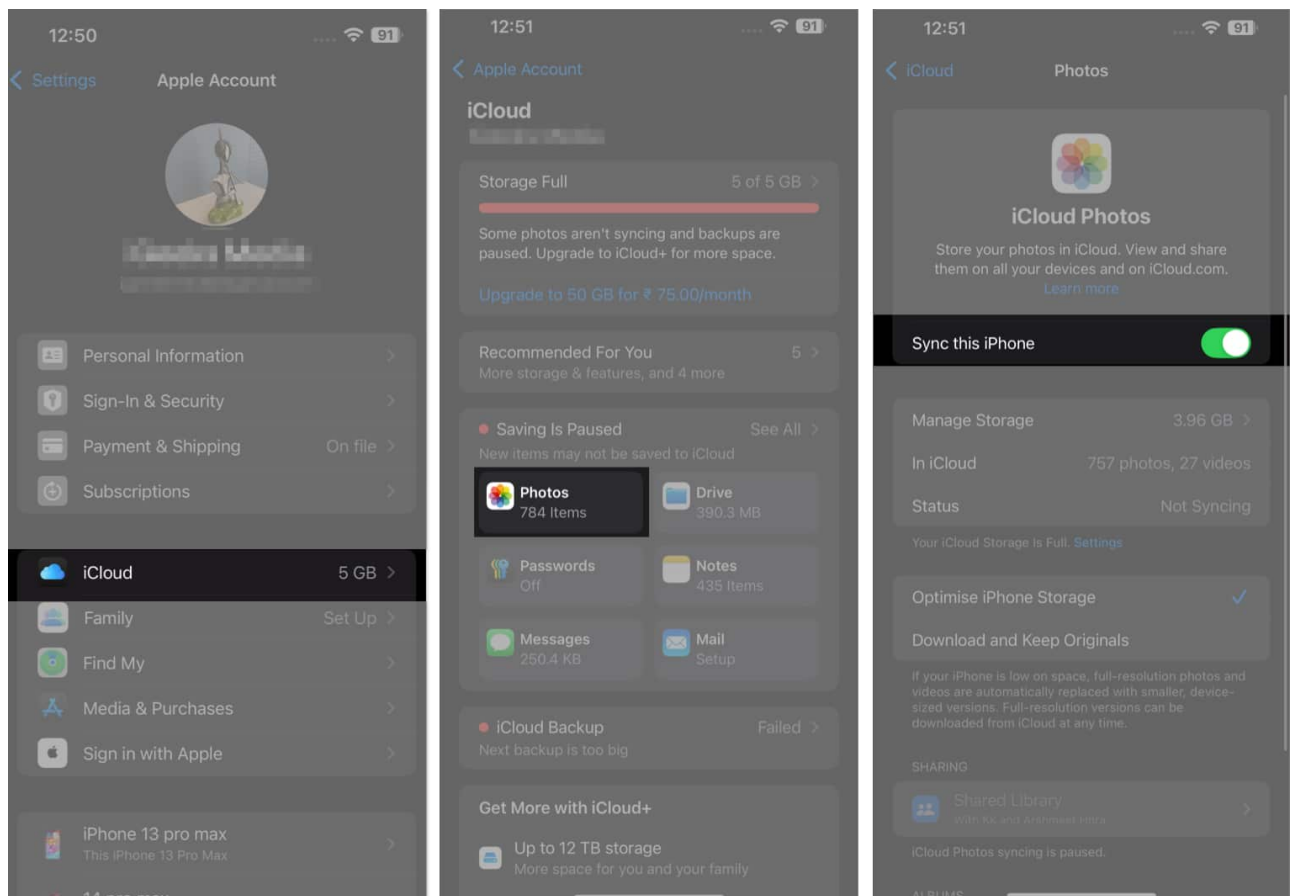 12:50
91
Settings
Apple Account
Personal Information
Sign-In & Security
Payment & Shipping On file
Subscriptions
iCloud 5 GB
Family Set Up
Find My
Media & Purchases
Sign in with Apple
iPhone 13 pro max
This iPhone 13 Pro Max
12:51
91
Apple Account
iCloud
Storage Full 5 of 5 GB
Some photos aren't syncing and backups are
paused. Upgrade to iCloud+ for more space.
Upgrade to 50 GB for ₹ 75.00/month
Recommended For You 5
More storage & features, and 4 more
Saving Is Paused See All
New items may not be saved to iCloud
Photos
784 Items
Drive
390.3 MB
Passwords
Off
Notes
435 Items
Messages
250.4 KB
Mail
Setup
iCloud Backup Failed
Next backup is too big
Get More with iCloud+
Up to 12 TB storage
More space for you and your family
12:51
91
iCloud
Photos
iCloud Photos
Store your photos in iCloud. View and share
them on all your devices and on iCloud.com.
Learn more
Sync this iPhone
Manage Storage 3.96 GB
In iCloud 757 photos, 27 videos
Status Not Syncing
Your iCloud Storage Is Full. Settings
Optimise iPhone Storage
Download and Keep Originals
If your iPhone is low on space, full-resolution photos and
videos are automatically replaced with smaller, device-
sized versions. Full-resolution versions can be
downloaded from iCloud at any time.
SHARING
Shared Library
iCloud Photos syncing is paused.
ALBUMS